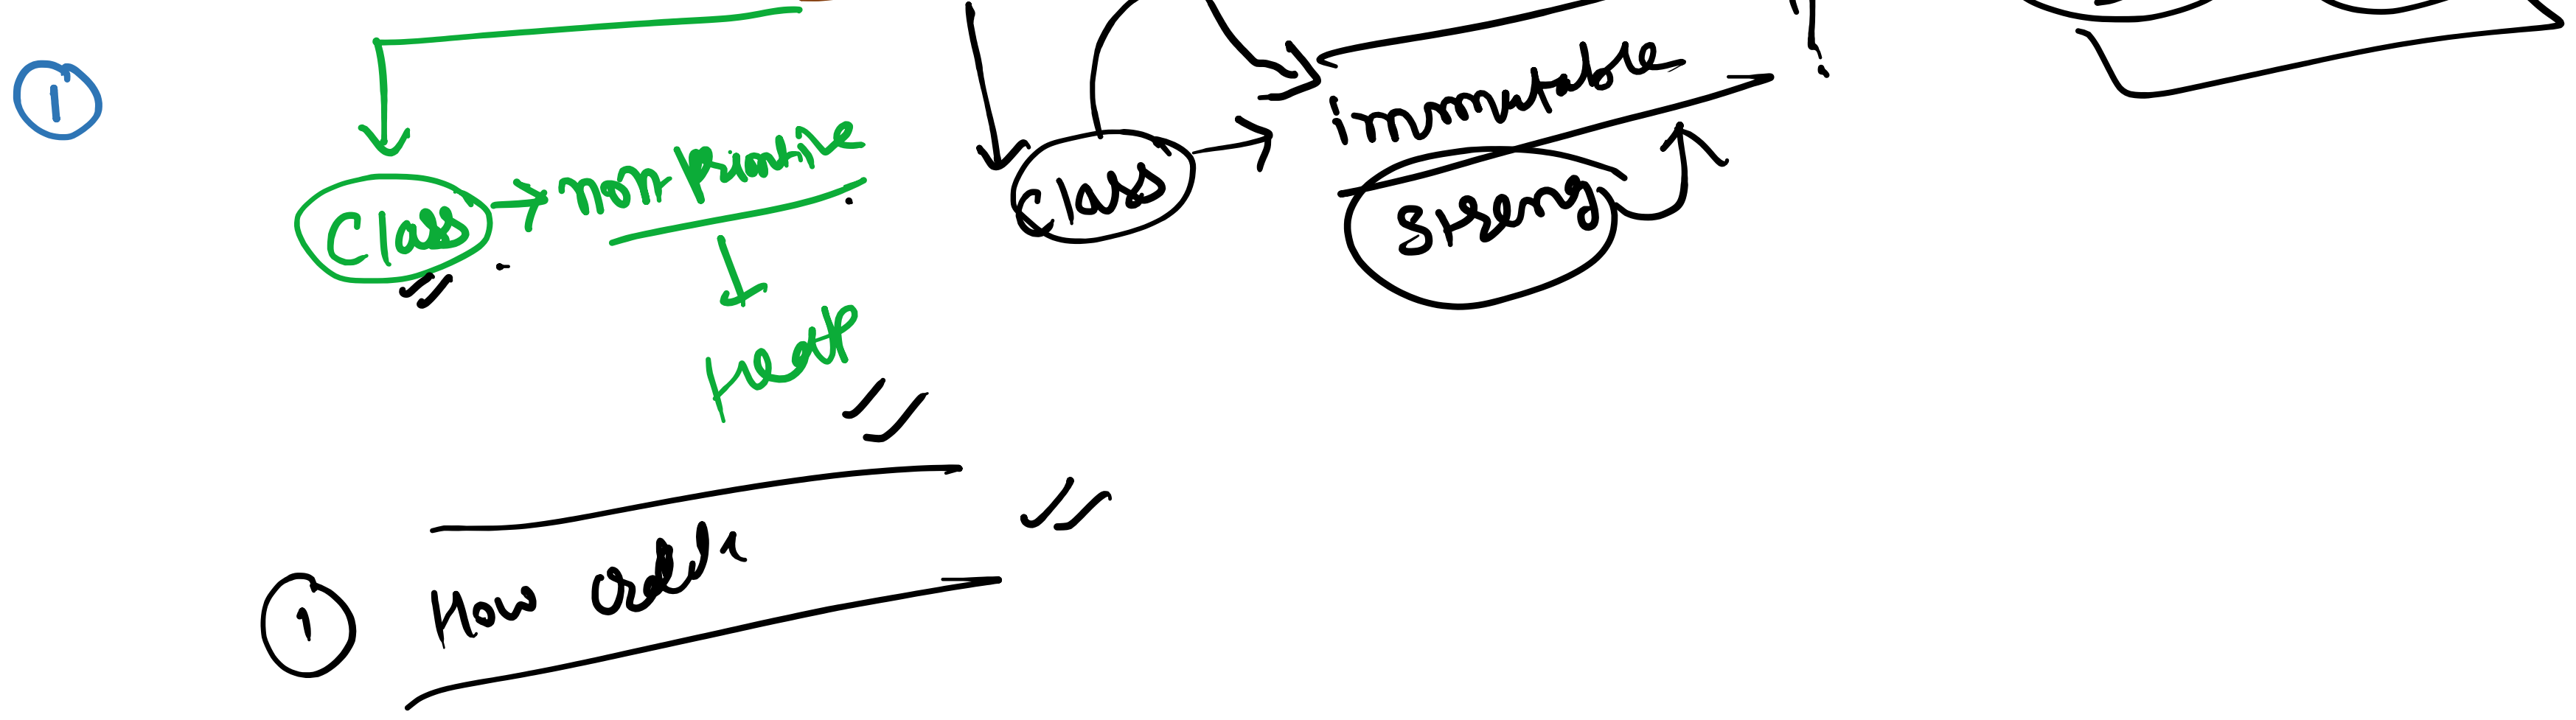 ①
Class → non Primitive
Heap
Class → immutable
String
① How